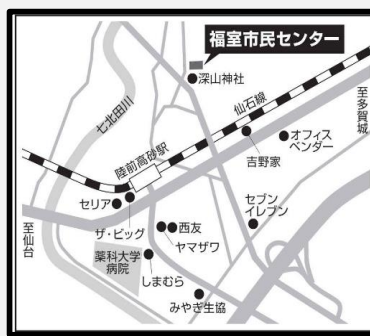 福室市民センター
深山神社
七北田川
仙石線
至多賀城
陸前高砂駅
吉野家
オフィス
ベンダー
セリア
ザ・ビッグ
西友
ヤマザワ
セブン
イレブン
至仙台
薬科大学
病院
しまむら
みやぎ生協